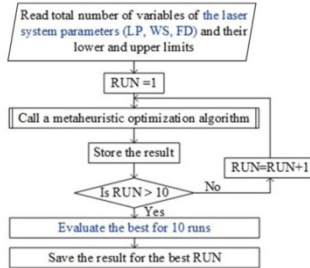 Read total number of variables of the laser
system parameters (LP, WS, FD) and their
lower and upper limits
RUN =1
Call a metaheuristic optimization algorithm
Store the result
RUN=RUN+1
Is RUN > 10
No
Yes
Evaluate the best for 10 runs
Save the result for the best RUN